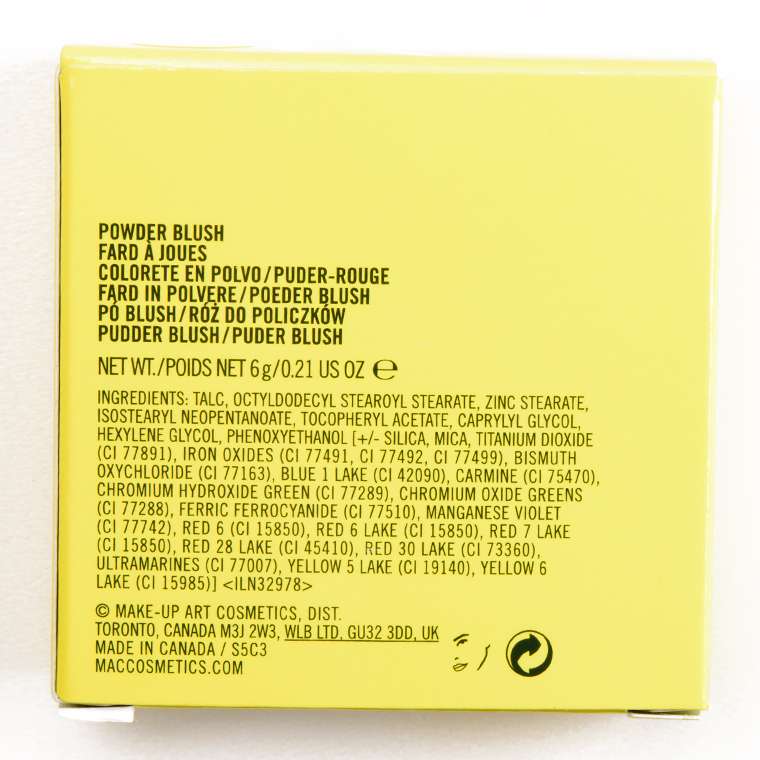 POWDER BLUSH
FARD À JOUES
COLORETE EN POLVO/PUDER-ROUGE
FARD IN POLVERE/POEDER BLUSH
PÓ BLUSH/RÓŻ DO POLICZKÓW
PUDDER BLUSH/PUDER BLUSH
NET WT./POIDS NET 6g/0.21 US OZ ℮
INGREDIENTS: TALC, OCTYLDODECYL STEAROYL STEARATE, ZINC STEARATE,
ISOSTEARYL NEOPENTANOATE, TOCOPHERYL ACETATE, CAPRYLYL GLYCOL,
HEXYLENE GLYCOL, PHENOXYETHANOL [+/- SILICA, MICA, TITANIUM DIOXIDE
(CI 77891), IRON OXIDES (CI 77491, CI 77492, CI 77499), BISMUTH
OXYCHLORIDE (CI 77163), BLUE 1 LAKE (CI 42090), CARMINE (CI 75470),
CHROMIUM HYDROXIDE GREEN (CI 77289), CHROMIUM OXIDE GREENS
(CI 77288), FERRIC FERROCYANIDE (CI 77510), MANGANESE VIOLET
(CI 77742), RED 6 (CI 15850), RED 6 LAKE (CI 15850), RED 7 LAKE
(CI 15850), RED 28 LAKE (CI 45410), RED 30 LAKE (CI 73360),
ULTRAMARINES (CI 77007), YELLOW 5 LAKE (CI 19140), YELLOW 6
LAKE (CI 15985)] <ILN32978>
© MAKE-UP ART COSMETICS, DIST.
TORONTO, CANADA M3J 2W3, WLB LTD, GU32 3DD, UK
MADE IN CANADA / S5C3
MACCOSMETICS.COM